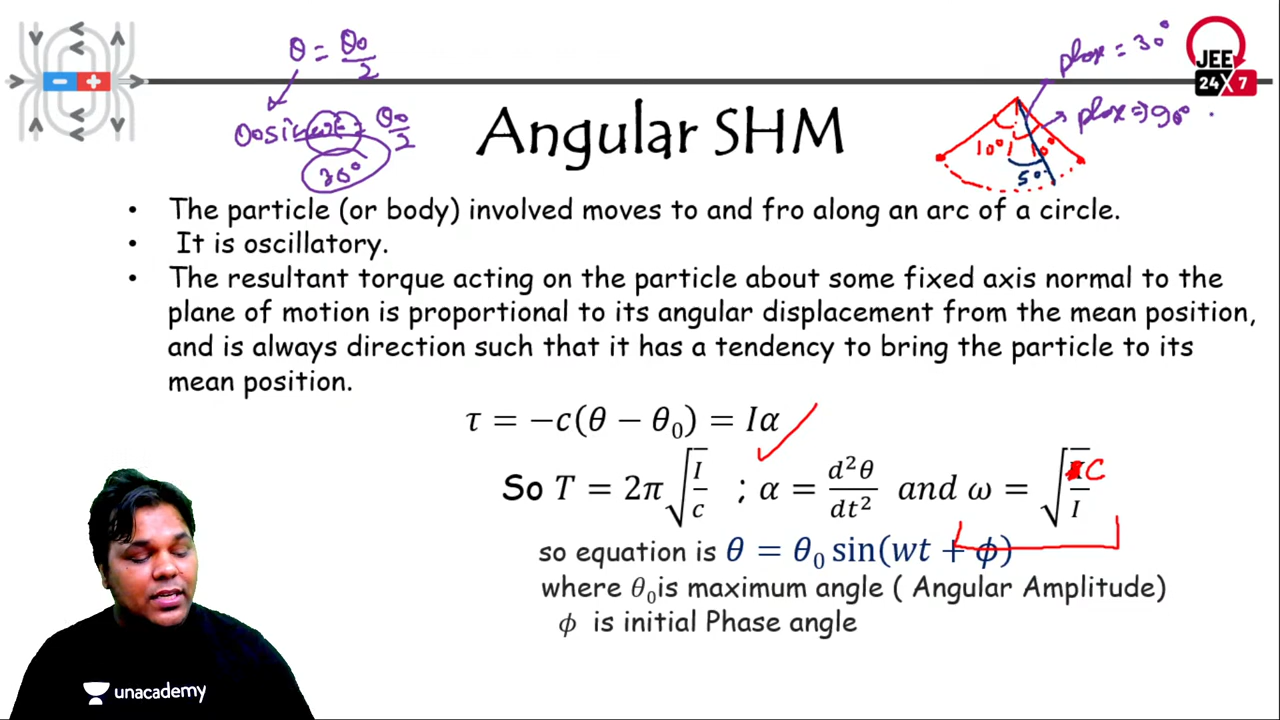 θ = θ₀/2
θ₀ sin ωt = θ₀/2
30°
phase = 30°
phase ⇒ 90°
10° 10°
50°
JEE
24X7
− +
Angular SHM
• The particle (or body) involved moves to and fro along an arc of a circle.
• It is oscillatory.
• The resultant torque acting on the particle about some fixed axis normal to the
plane of motion is proportional to its angular displacement from the mean position,
and is always direction such that it has a tendency to bring the particle to its
mean position.
τ = −c(θ − θ₀) = Iα
So T = 2π√(I/c) ; α = d²θ/dt² and ω = √(C/I)
so equation is θ = θ₀ sin(wt + ϕ)
where θ₀is maximum angle ( Angular Amplitude)
ϕ is initial Phase angle
unacademy